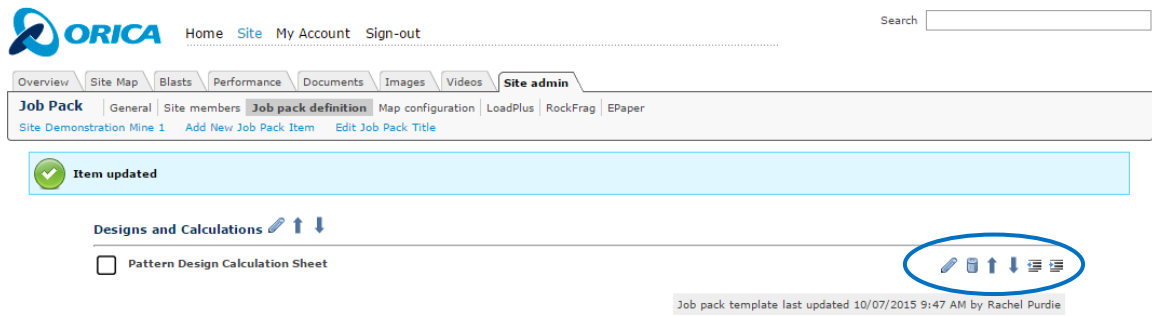 ORICA Home Site My Account Sign-out Search
Overview Site Map Blasts Performance Documents Images Videos Site admin
Job Pack General Site members Job pack definition Map configuration LoadPlus RockFrag EPaper
Site Demonstration Mine 1 Add New Job Pack Item Edit Job Pack Title
Item updated
Designs and Calculations
Pattern Design Calculation Sheet
Job pack template last updated 10/07/2015 9:47 AM by Rachel Purdie